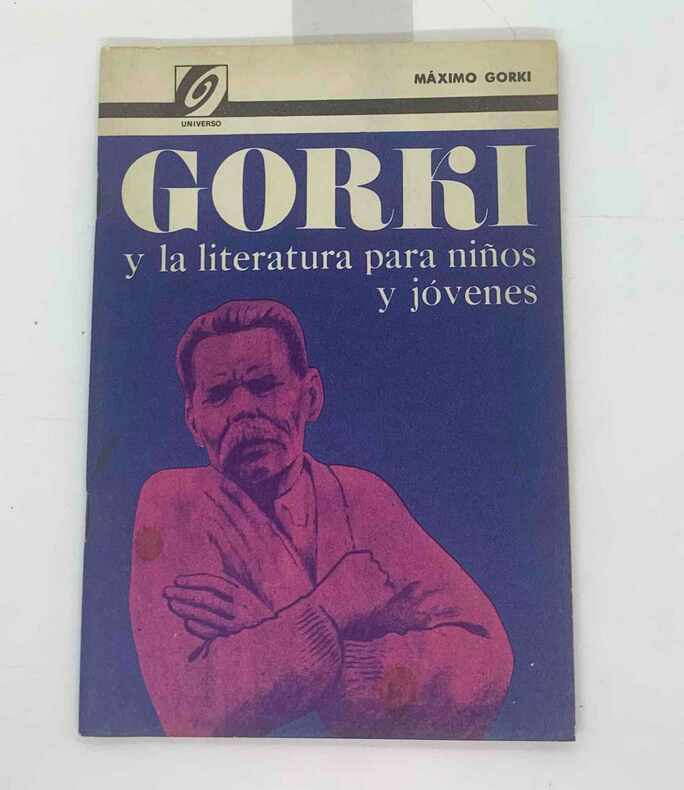 MÁXIMO GORKI
UNIVERSO
GORKI
y la literatura para niños
y jóvenes